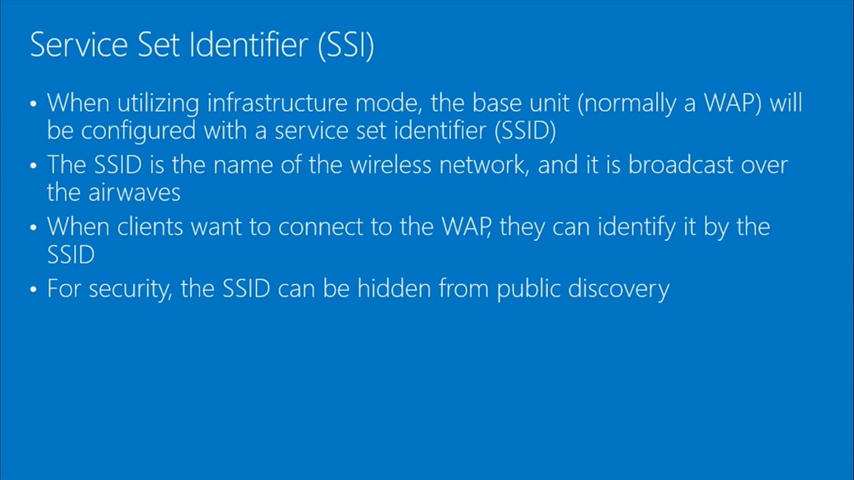 Service Set Identifier (SSI)
• When utilizing infrastructure mode, the base unit (normally a WAP) will
be configured with a service set identifier (SSID)
• The SSID is the name of the wireless network, and it is broadcast over
the airwaves
• When clients want to connect to the WAP, they can identify it by the
SSID
• For security, the SSID can be hidden from public discovery